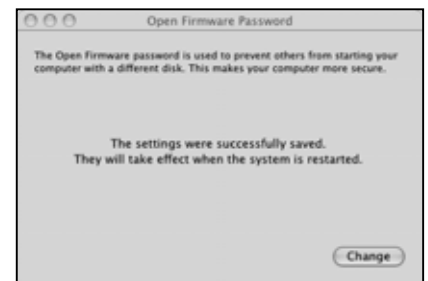 Open Firmware Password
The Open Firmware password is used to prevent others from starting your
computer with a different disk. This makes your computer more secure.
The settings were successfully saved.
They will take effect when the system is restarted.
Change